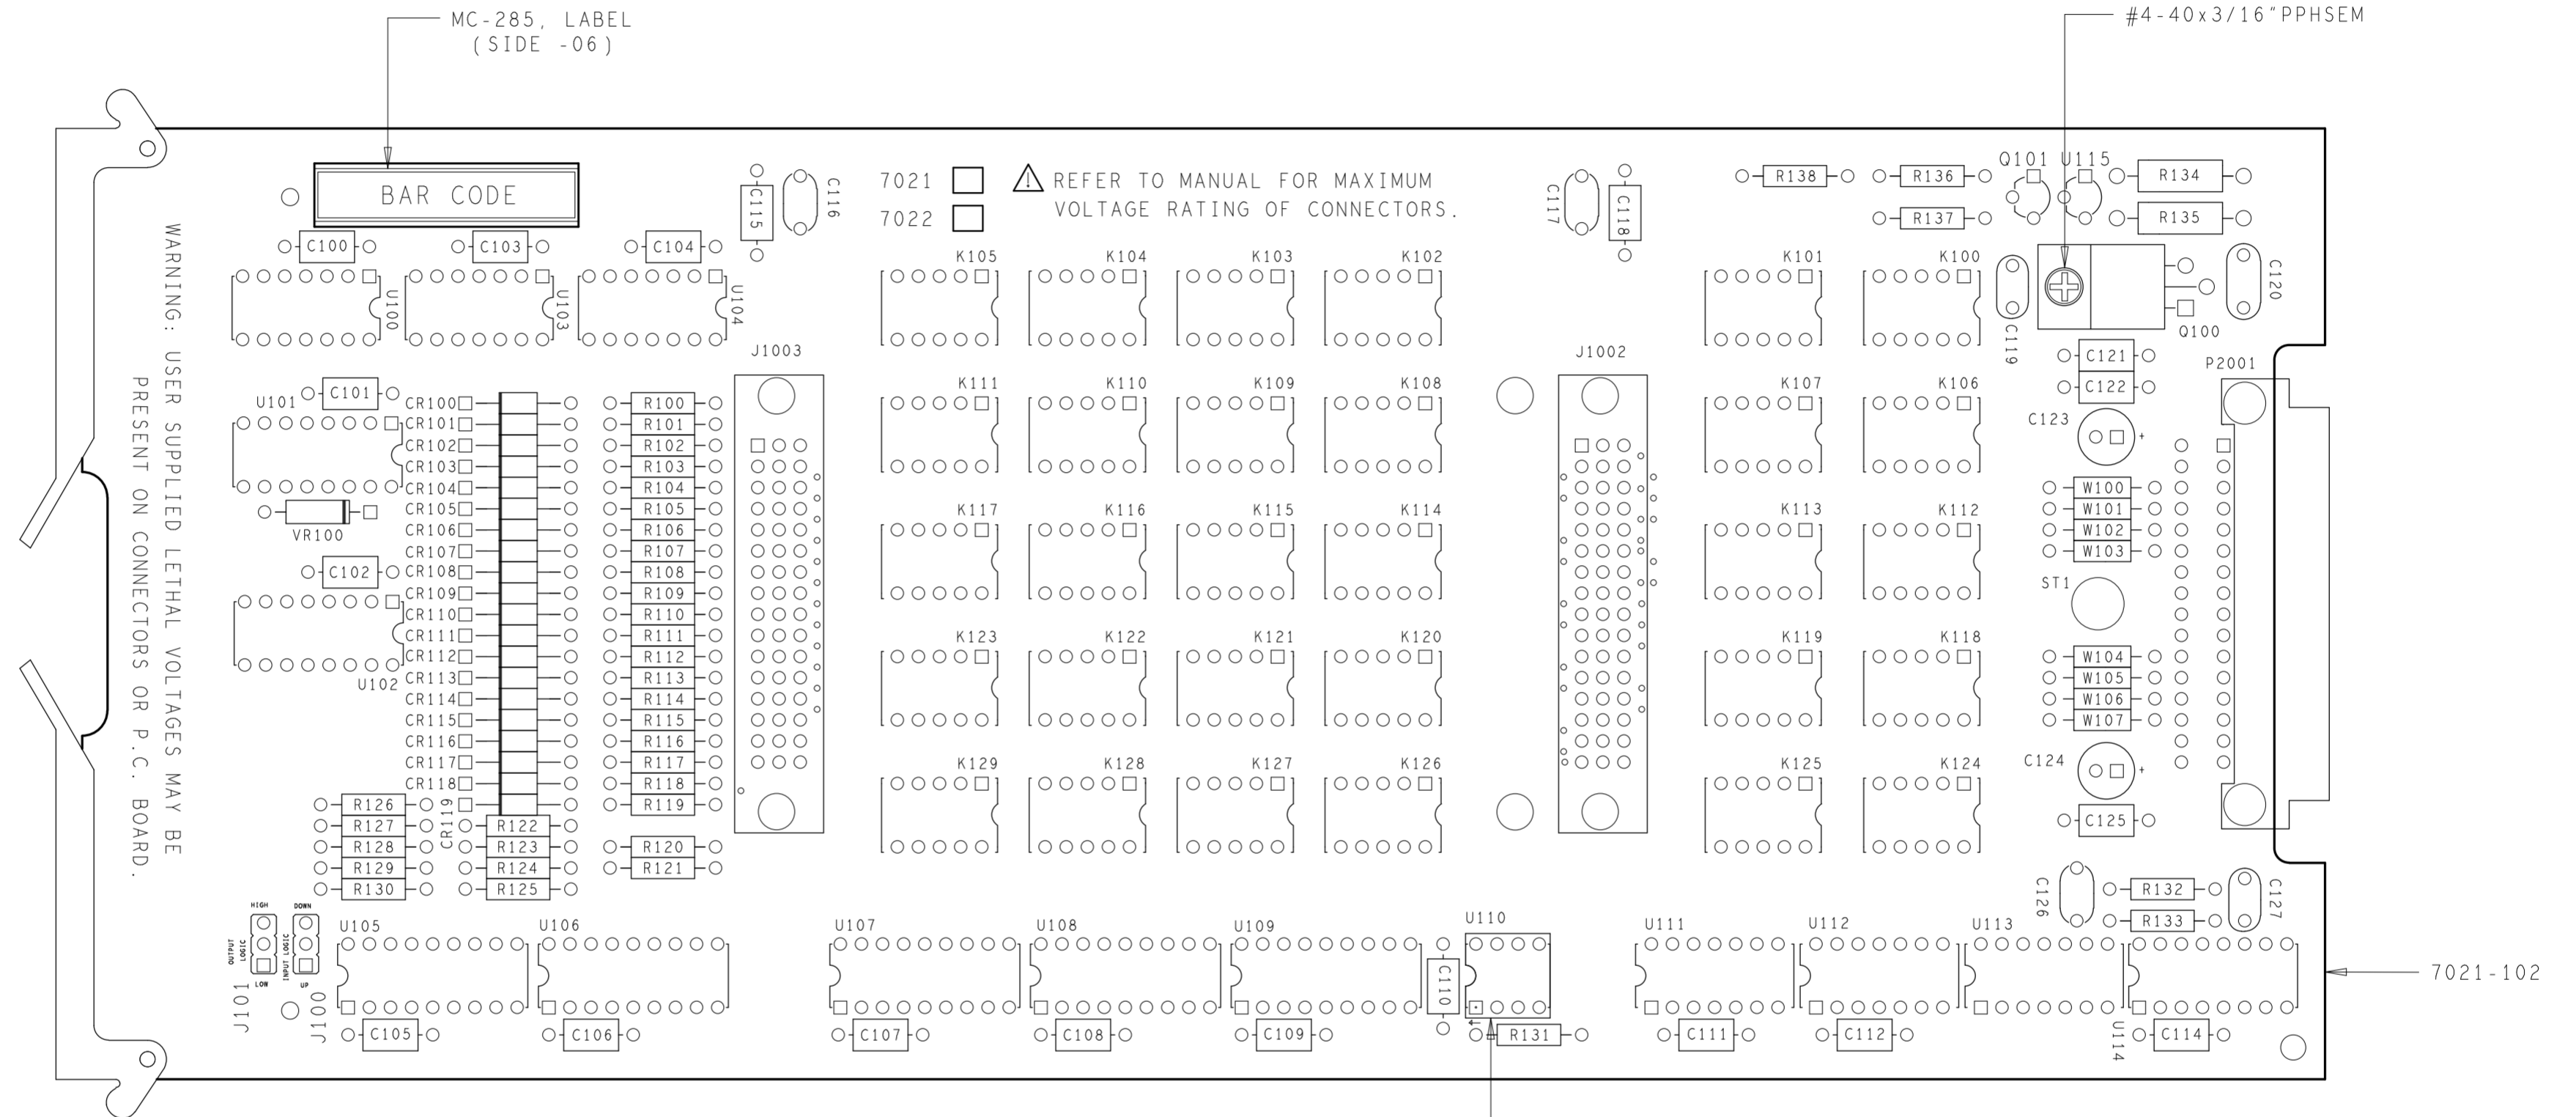 MC-285, LABEL
(SIDE -06)
#4-40x3/16"PPHSEM
BAR CODE
7021
7022
REFER TO MANUAL FOR MAXIMUM
VOLTAGE RATING OF CONNECTORS.
WARNING: USER SUPPLIED LETHAL VOLTAGES MAY BE
PRESENT ON CONNECTORS OR P.C. BOARD.
C115
C116
C117
C118
R138
R136
R137
Q101
U115
R134
R135
C100
C103
C104
U100
U103
U104
K105
K104
K103
K102
K101
K100
C119
C120
Q100
J1003
J1002
C121
C122
P2001
U101
C101
K111
K110
K109
K108
K107
K106
C123
+
CR100
CR101
CR102
CR103
CR104
CR105
CR106
CR107
CR108
CR109
CR110
CR111
CR112
CR113
CR114
CR115
CR116
CR117
CR118
CR119
R100
R101
R102
R103
R104
R105
R106
R107
R108
R109
R110
R111
R112
R113
R114
R115
R116
R117
R118
R119
R120
R121
VR100
C102
U102
K117
K116
K115
K114
K113
K112
W100
W101
W102
W103
ST1
K123
K122
K121
K120
K119
K118
W104
W105
W106
W107
K129
K128
K127
K126
K125
K124
C124
+
C125
R126
R127
R128
R129
R130
R122
R123
R124
R125
C126
R132
R133
C127
HIGH
OUTPUT
LOGIC
LOW
J101
DOWN
INPUT LOGIC
UP
J100
U105
U106
U107
U108
U109
U110
U111
U112
U113
U114
C105
C106
C107
C108
C109
C110
R131
C111
C112
C114
7021-102